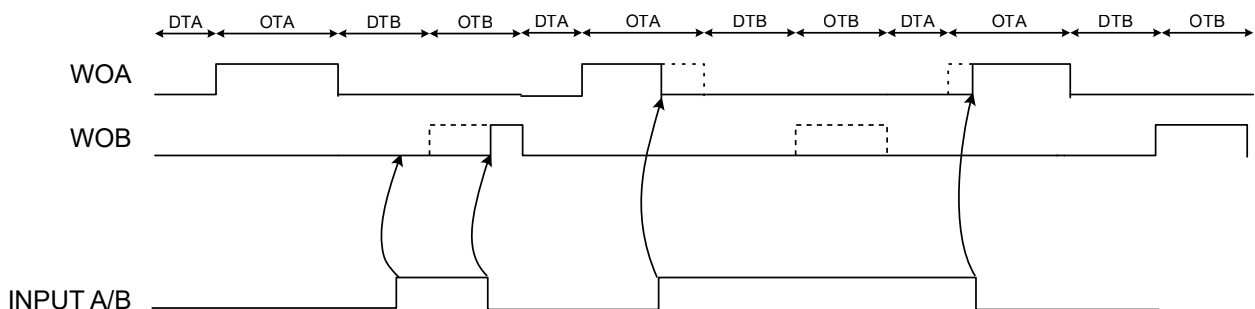 DTA OTA DTB OTB DTA OTA DTB OTB DTA OTA DTB OTB
WOA
WOB
INPUT A/B